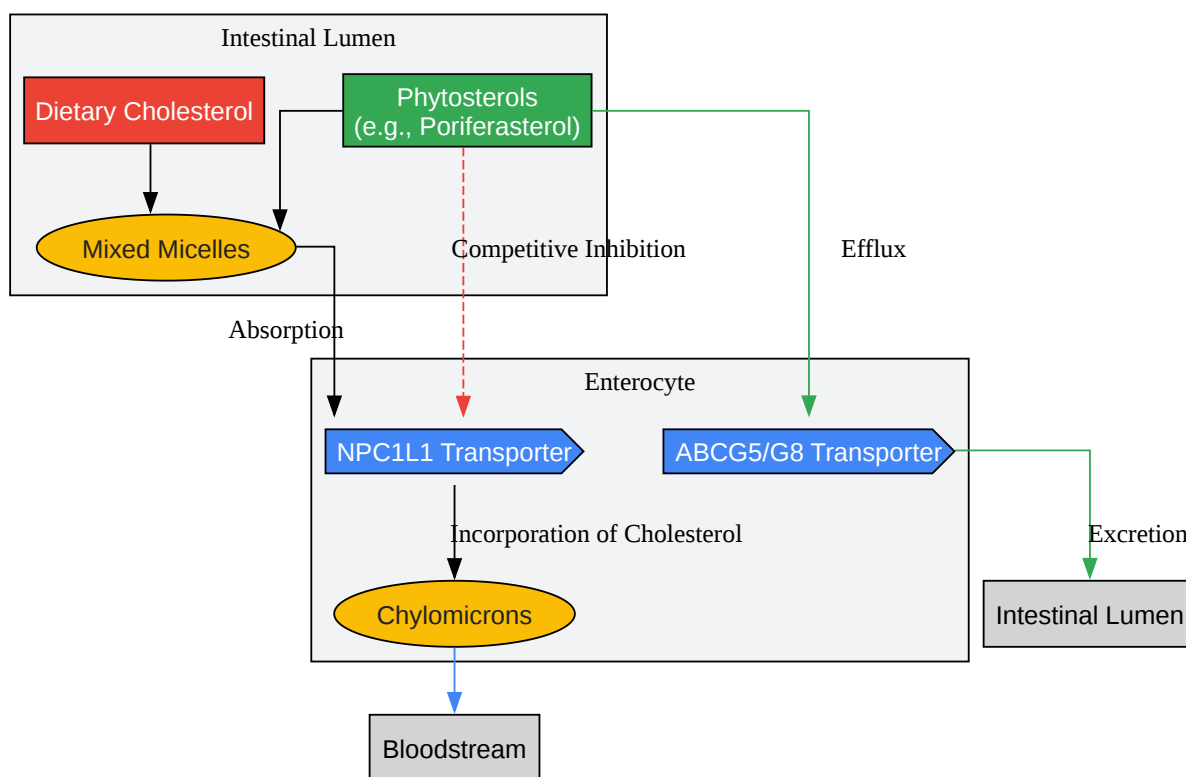 Intestinal Lumen
Dietary Cholesterol
Phytosterols
(e.g., Poriferasterol)
Mixed Micelles
Competitive Inhibition
Efflux
Absorption
Enterocyte
NPC1L1 Transporter
ABCG5/G8 Transporter
Incorporation of Cholesterol
Excretion
Chylomicrons
Intestinal Lumen
Bloodstream